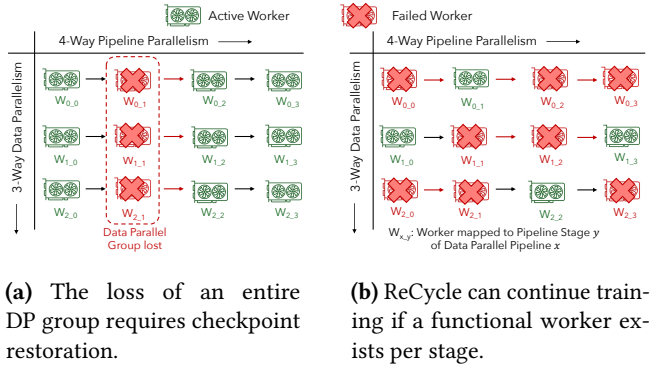 Active Worker
Failed Worker
4-Way Pipeline Parallelism
3-Way Data Parallelism
W0_0 W0_1 W0_2 W0_3
W1_0 W1_1 W1_2 W1_3
W2_0 W2_1 W2_2 W2_3
Data Parallel
Group lost
4-Way Pipeline Parallelism
3-Way Data Parallelism
W0_0 W0_1 W0_2 W0_3
W1_0 W1_1 W1_2 W1_3
W2_0 W2_1 W2_2 W2_3
Wx_y: Worker mapped to Pipeline Stage y
of Data Parallel Pipeline x
(a) The loss of an entire
DP group requires checkpoint
restoration.
(b) ReCycle can continue train-
ing if a functional worker ex-
ists per stage.